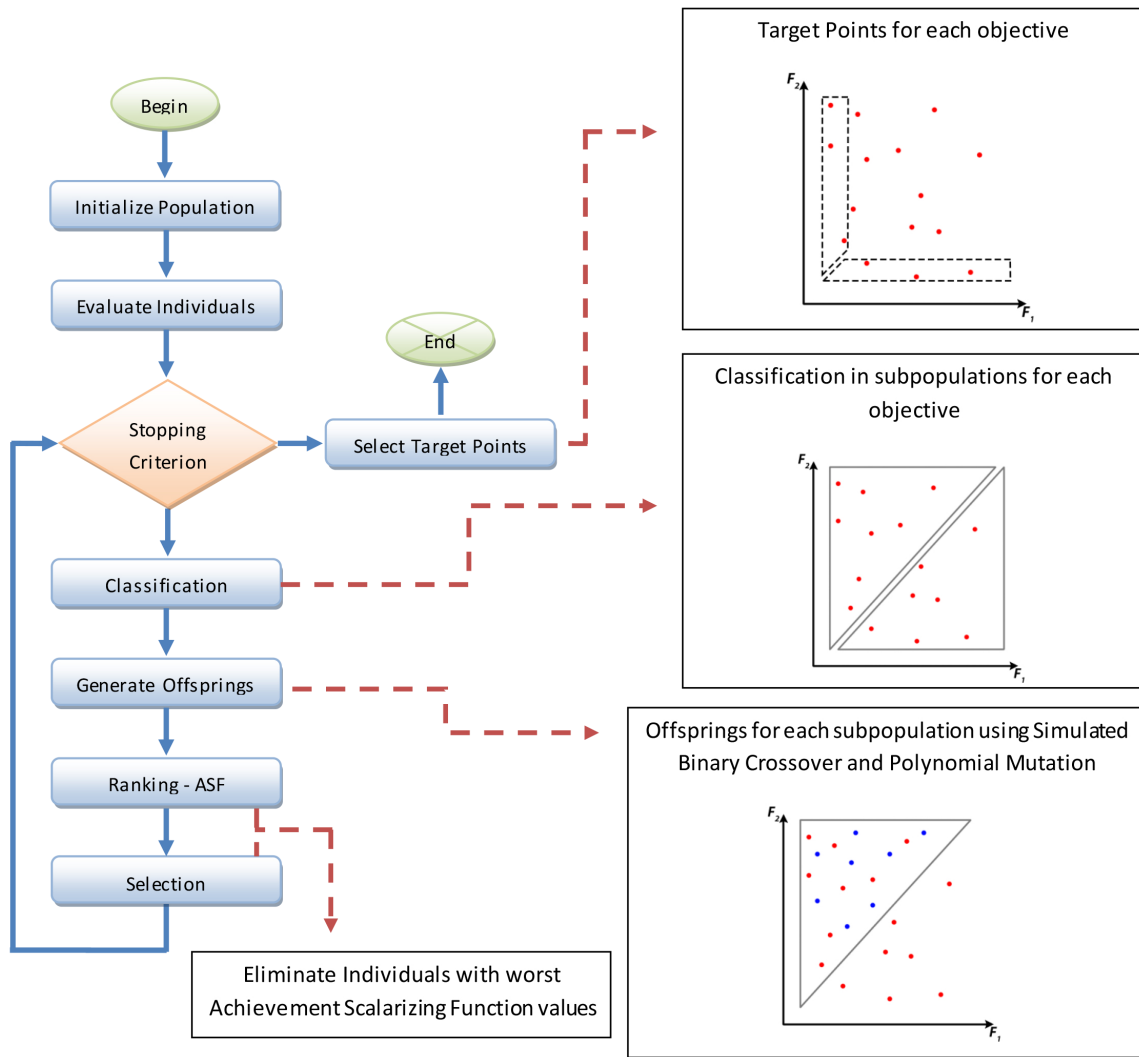 Begin
Initialize Population
Evaluate Individuals
Stopping
Criterion
End
Select Target Points
Classification
Generate Offsprings
Ranking - ASF
Selection
Eliminate Individuals with worst
Achievement Scalarizing Function values
Target Points for each objective
F2
F1
Classification in subpopulations for each
objective
F2
F1
Offsprings for each subpopulation using Simulated
Binary Crossover and Polynomial Mutation
F2
F1